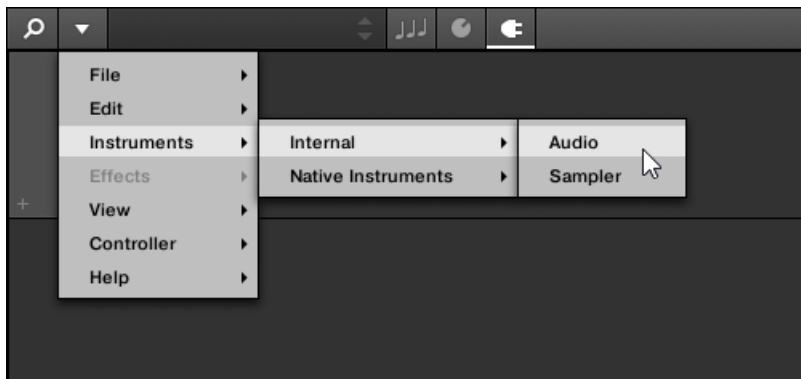 File
Edit
Instruments
Internal
Audio
Effects
Native Instruments
Sampler
View
Controller
Help